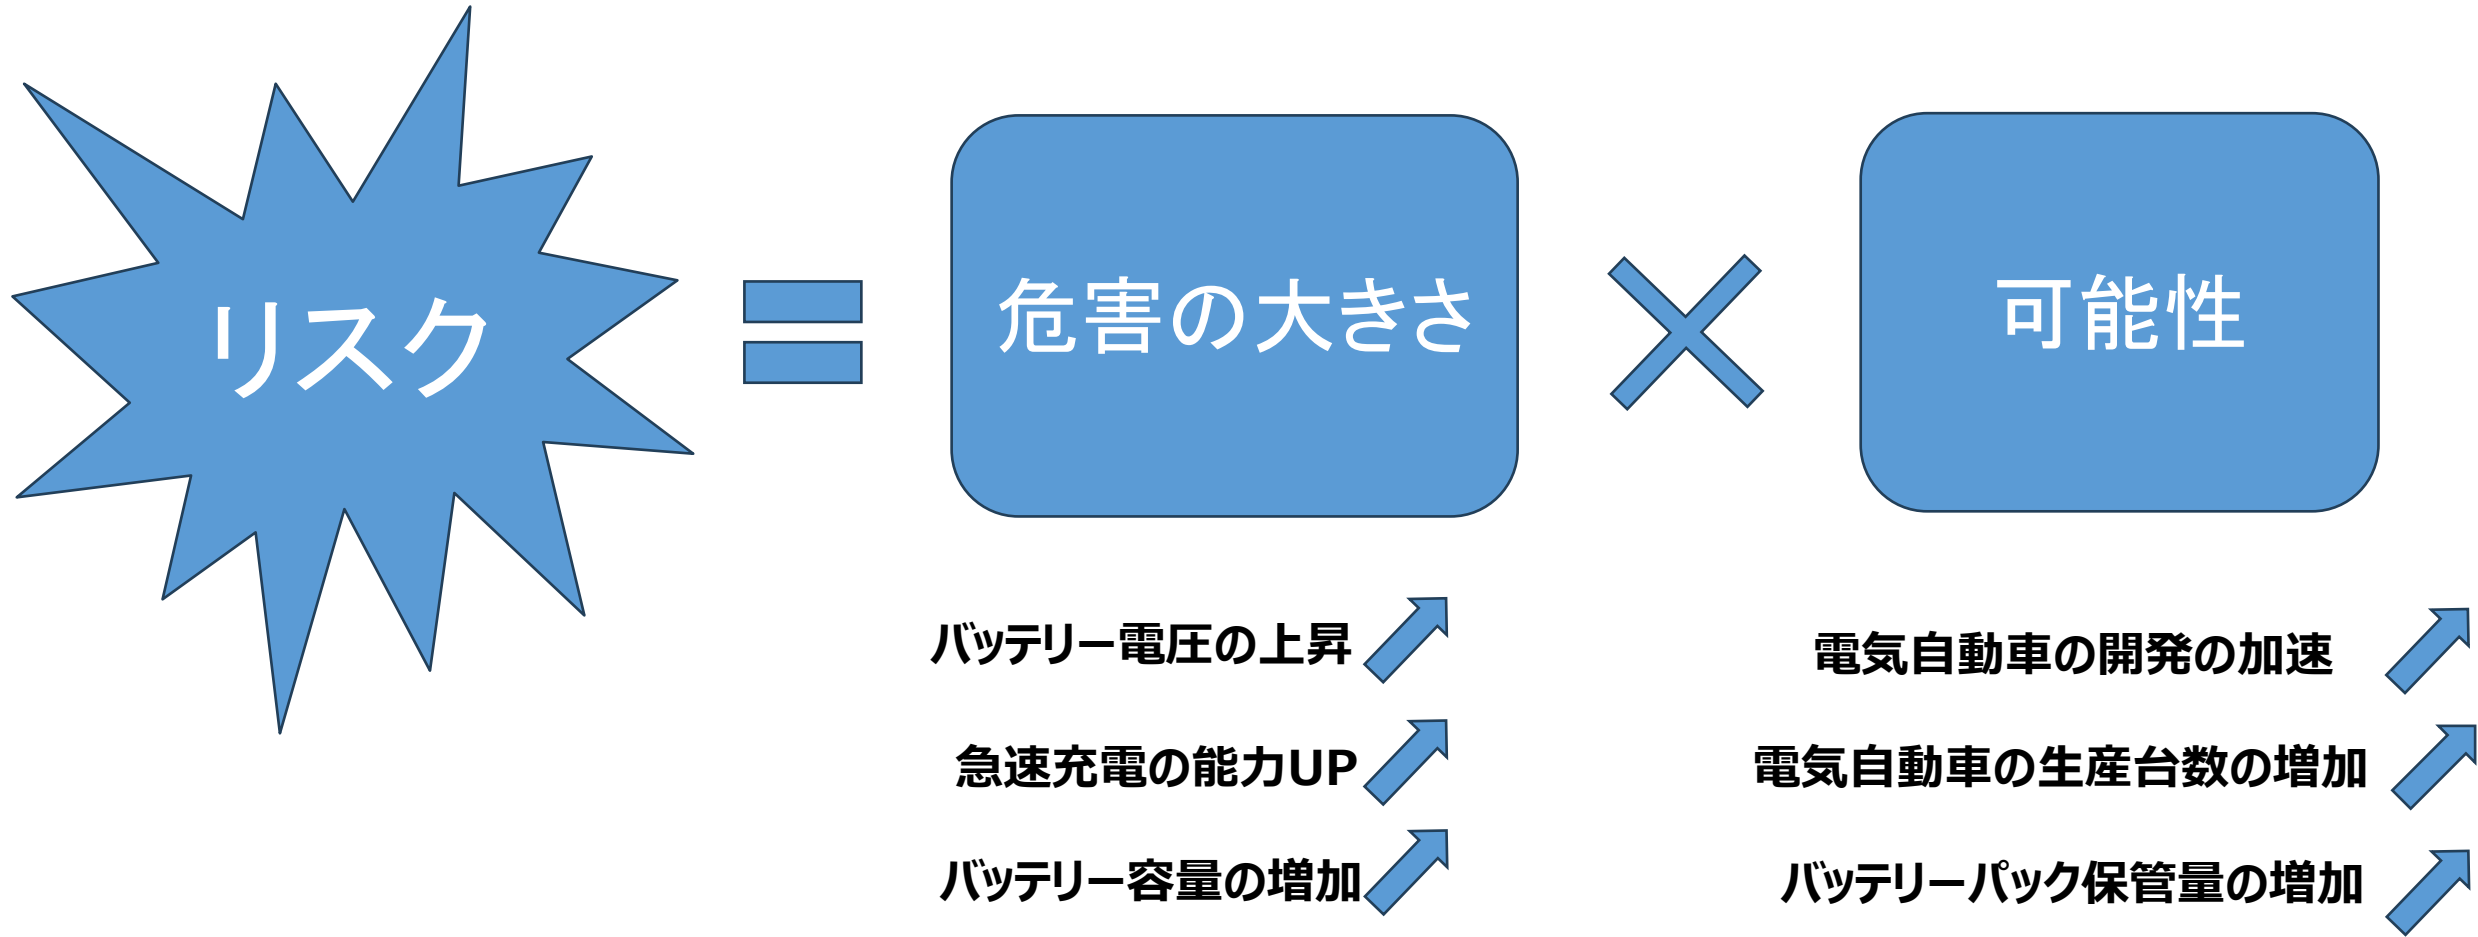 リスク
危害の大きさ
可能性
バッテリー電圧の上昇
急速充電の能力UP
バッテリー容量の増加
電気自動車の開発の加速
電気自動車の生産台数の増加
バッテリーパック保管量の増加